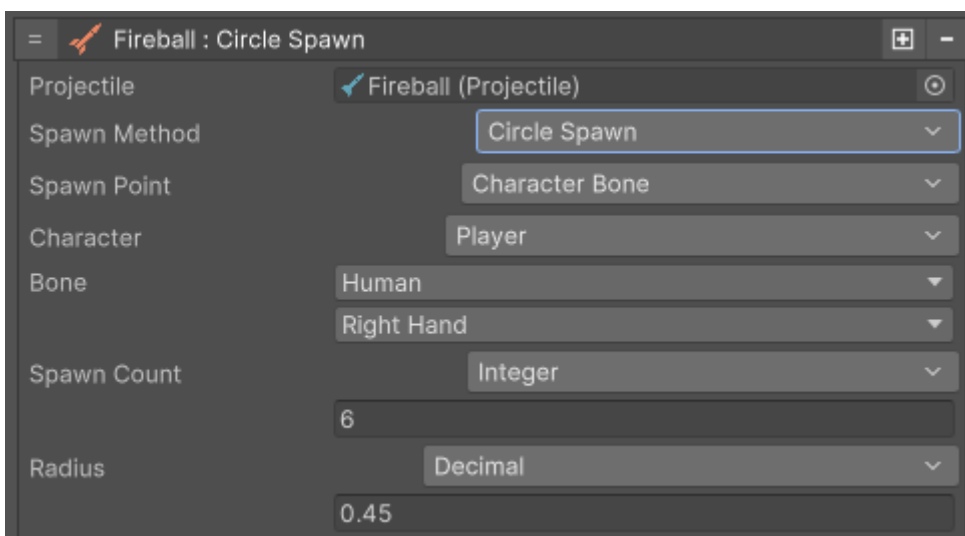 Fireball : Circle Spawn
Projectile Fireball (Projectile)
Spawn Method Circle Spawn
Spawn Point Character Bone
Character Player
Bone Human
Right Hand
Spawn Count Integer
6
Radius Decimal
0.45